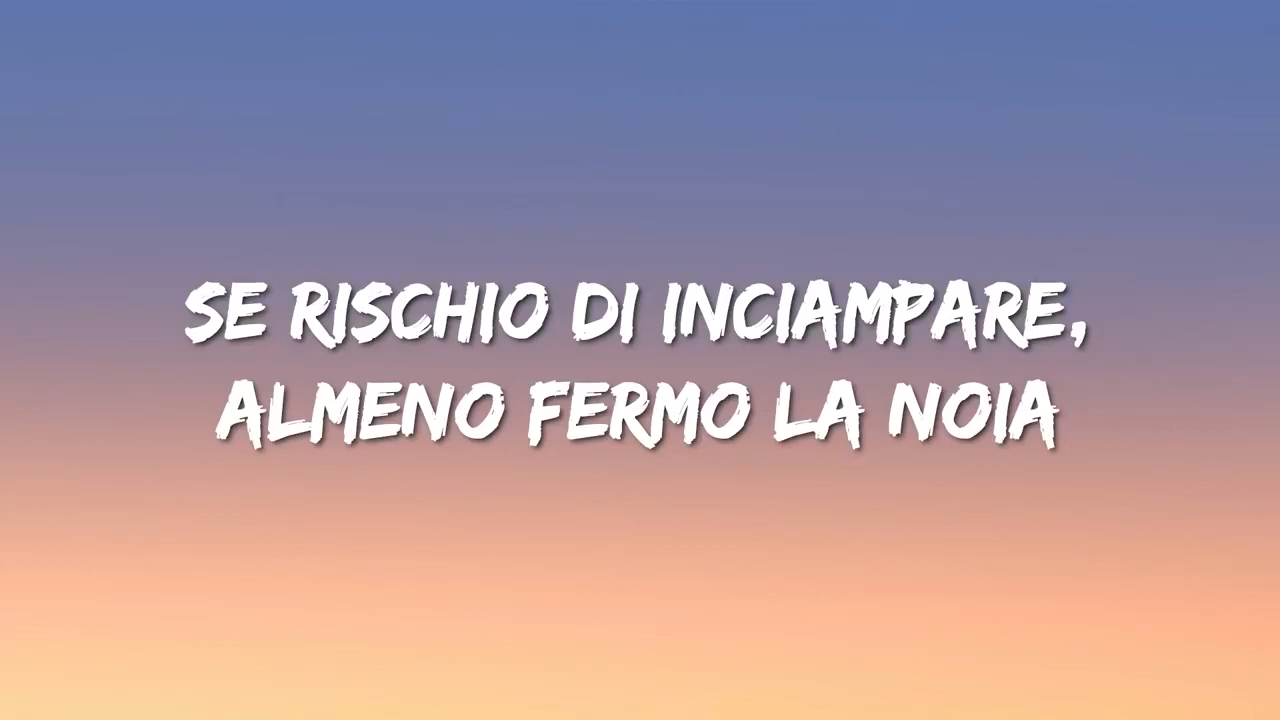 SE RISCHIO DI INCIAMPARE,
ALMENO FERMO LA NOIA